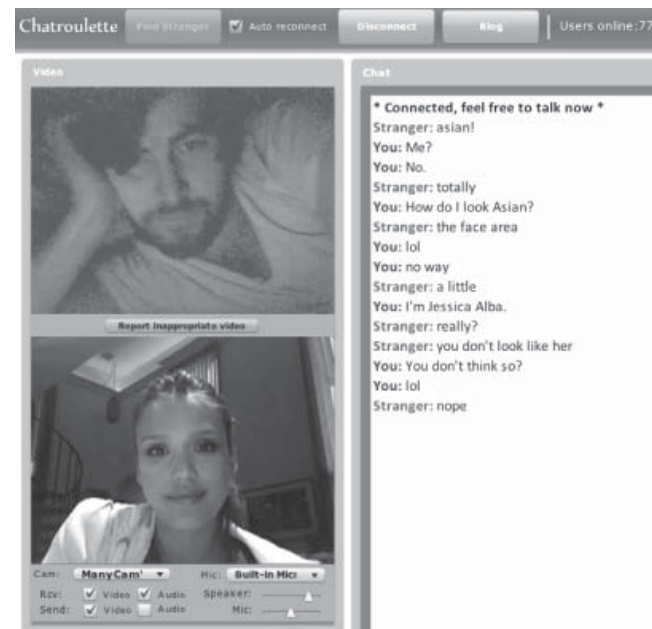 Chatroulette Find Stranger Auto reconnect Disconnect Blog Users online:77
Video
Report inappropriate video
Cam: ManyCam' Mic: Built-in Micr
Rcv: Video Audio Speaker:
Send: Video Audio Mic:
Chat
* Connected, feel free to talk now *
Stranger: asian!
You: Me?
You: No.
Stranger: totally
You: How do I look Asian?
Stranger: the face area
You: lol
You: no way
Stranger: a little
You: I'm Jessica Alba.
Stranger: really?
Stranger: you don't look like her
You: You don't think so?
You: lol
Stranger: nope